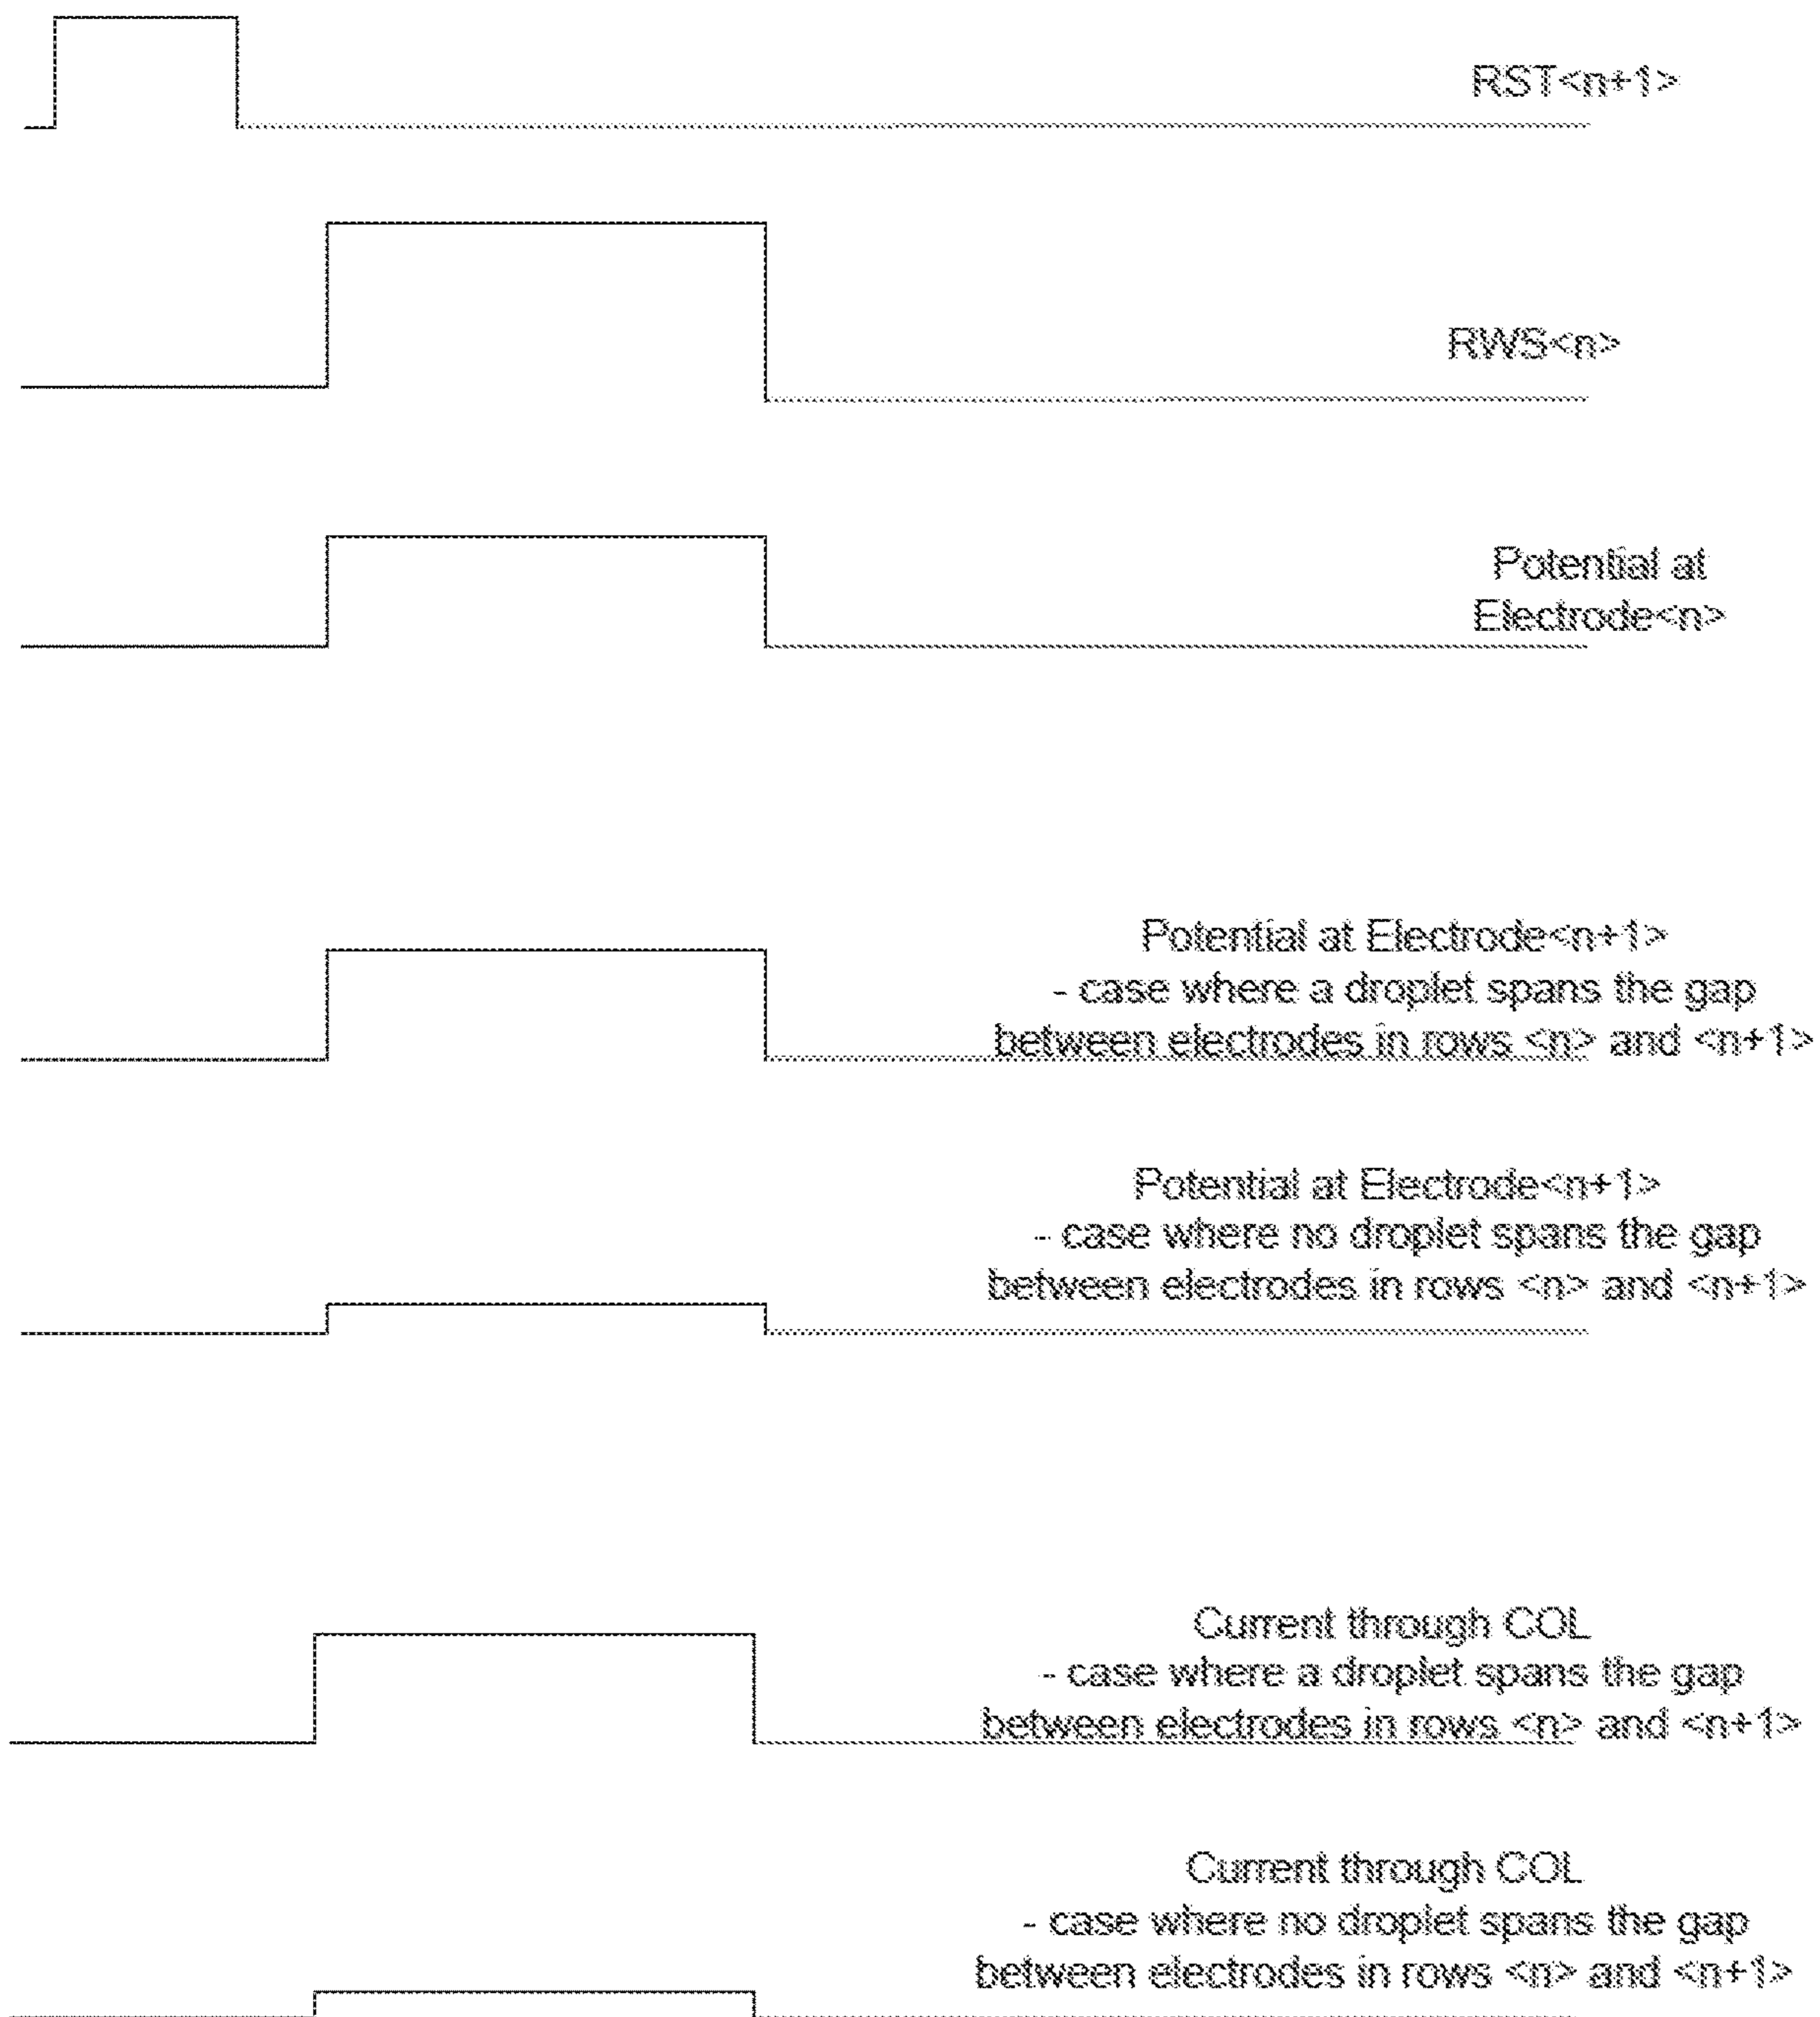 RST<n+1>
RWS<n>
Potential at
Electrode<n>
Potential at Electrode<n+1>
- case where a droplet spans the gap
between electrodes in rows <n> and <n+1>
Potential at Electrode<n+1>
- case where no droplet spans the gap
between electrodes in rows <n> and <n+1>
Current through COL
- case where a droplet spans the gap
between electrodes in rows <n> and <n+1>
Current through COL
- case where no droplet spans the gap
between electrodes in rows <n> and <n+1>